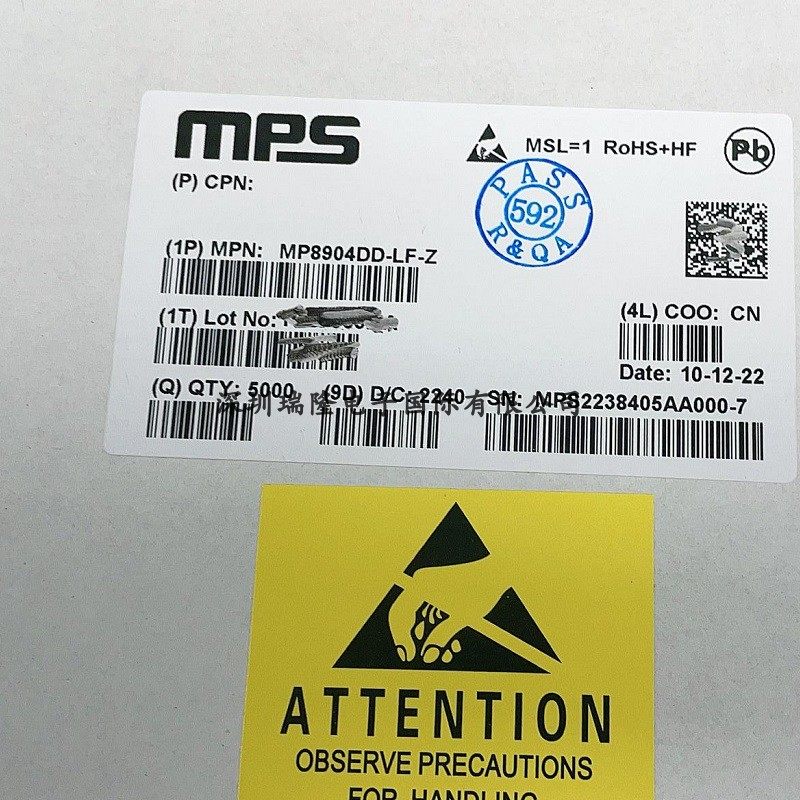 MPS
MSL=1 RoHS+HF
Pb
(P) CPN:
PASS
592
R&QA
(1P) MPN: MP8904DD-LF-Z
(1T) Lot No:
(4L) COO: CN
Date: 10-12-22
(Q) QTY: 5000 (9D) D/C: 2240 SN: MPS2238405AA000-7
深圳瑞隆电子国际有限公司
ATTENTION
OBSERVE PRECAUTIONS
FOR HANDLING